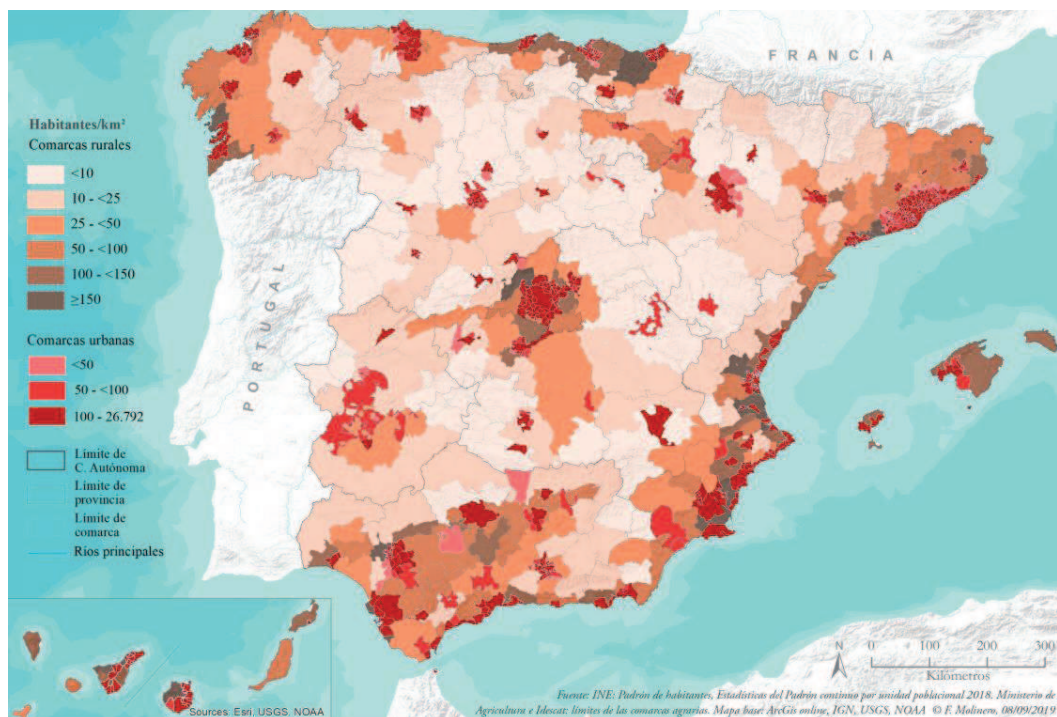 FRANCIA
PORTUGAL
Habitantes/km²
Comarcas rurales
<10
10 - <25
25 - <50
50 - <100
100 - <150
≥150
Comarcas urbanas
<50
50 - <100
100 - 26.792
Límite de
C. Autónoma
Límite de
provincia
Límite de
comarca
Ríos principales
Sources: Esri, USGS, NOAA
N
0 100 200 300
Kilómetros
Fuente: INE: Padrón de habitantes, Estadísticas del Padrón continuo por unidad poblacional 2018. Ministerio de
Agricultura e Idescat: límites de las comarcas agrarias. Mapa base: ArcGis online, IGN, USGS, NOAA © F. Molinero, 08/09/2019